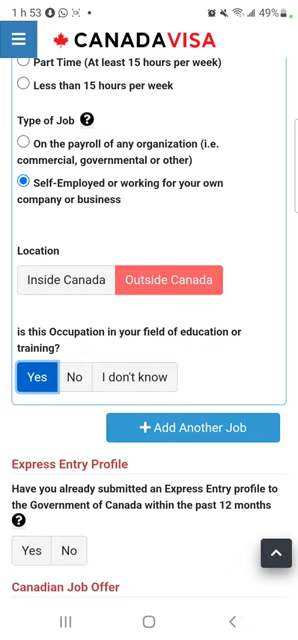 1 h 53
49%
CANADAVISA
Part Time (At least 15 hours per week)
Less than 15 hours per week
Type of Job ?
On the payroll of any organization (i.e.
commercial, governmental or other)
Self-Employed or working for your own
company or business
Location
Inside Canada Outside Canada
is this Occupation in your field of education or
training?
Yes No I don't know
+ Add Another Job
Express Entry Profile
Have you already submitted an Express Entry profile to
the Government of Canada within the past 12 months
?
Yes No
Canadian Job Offer